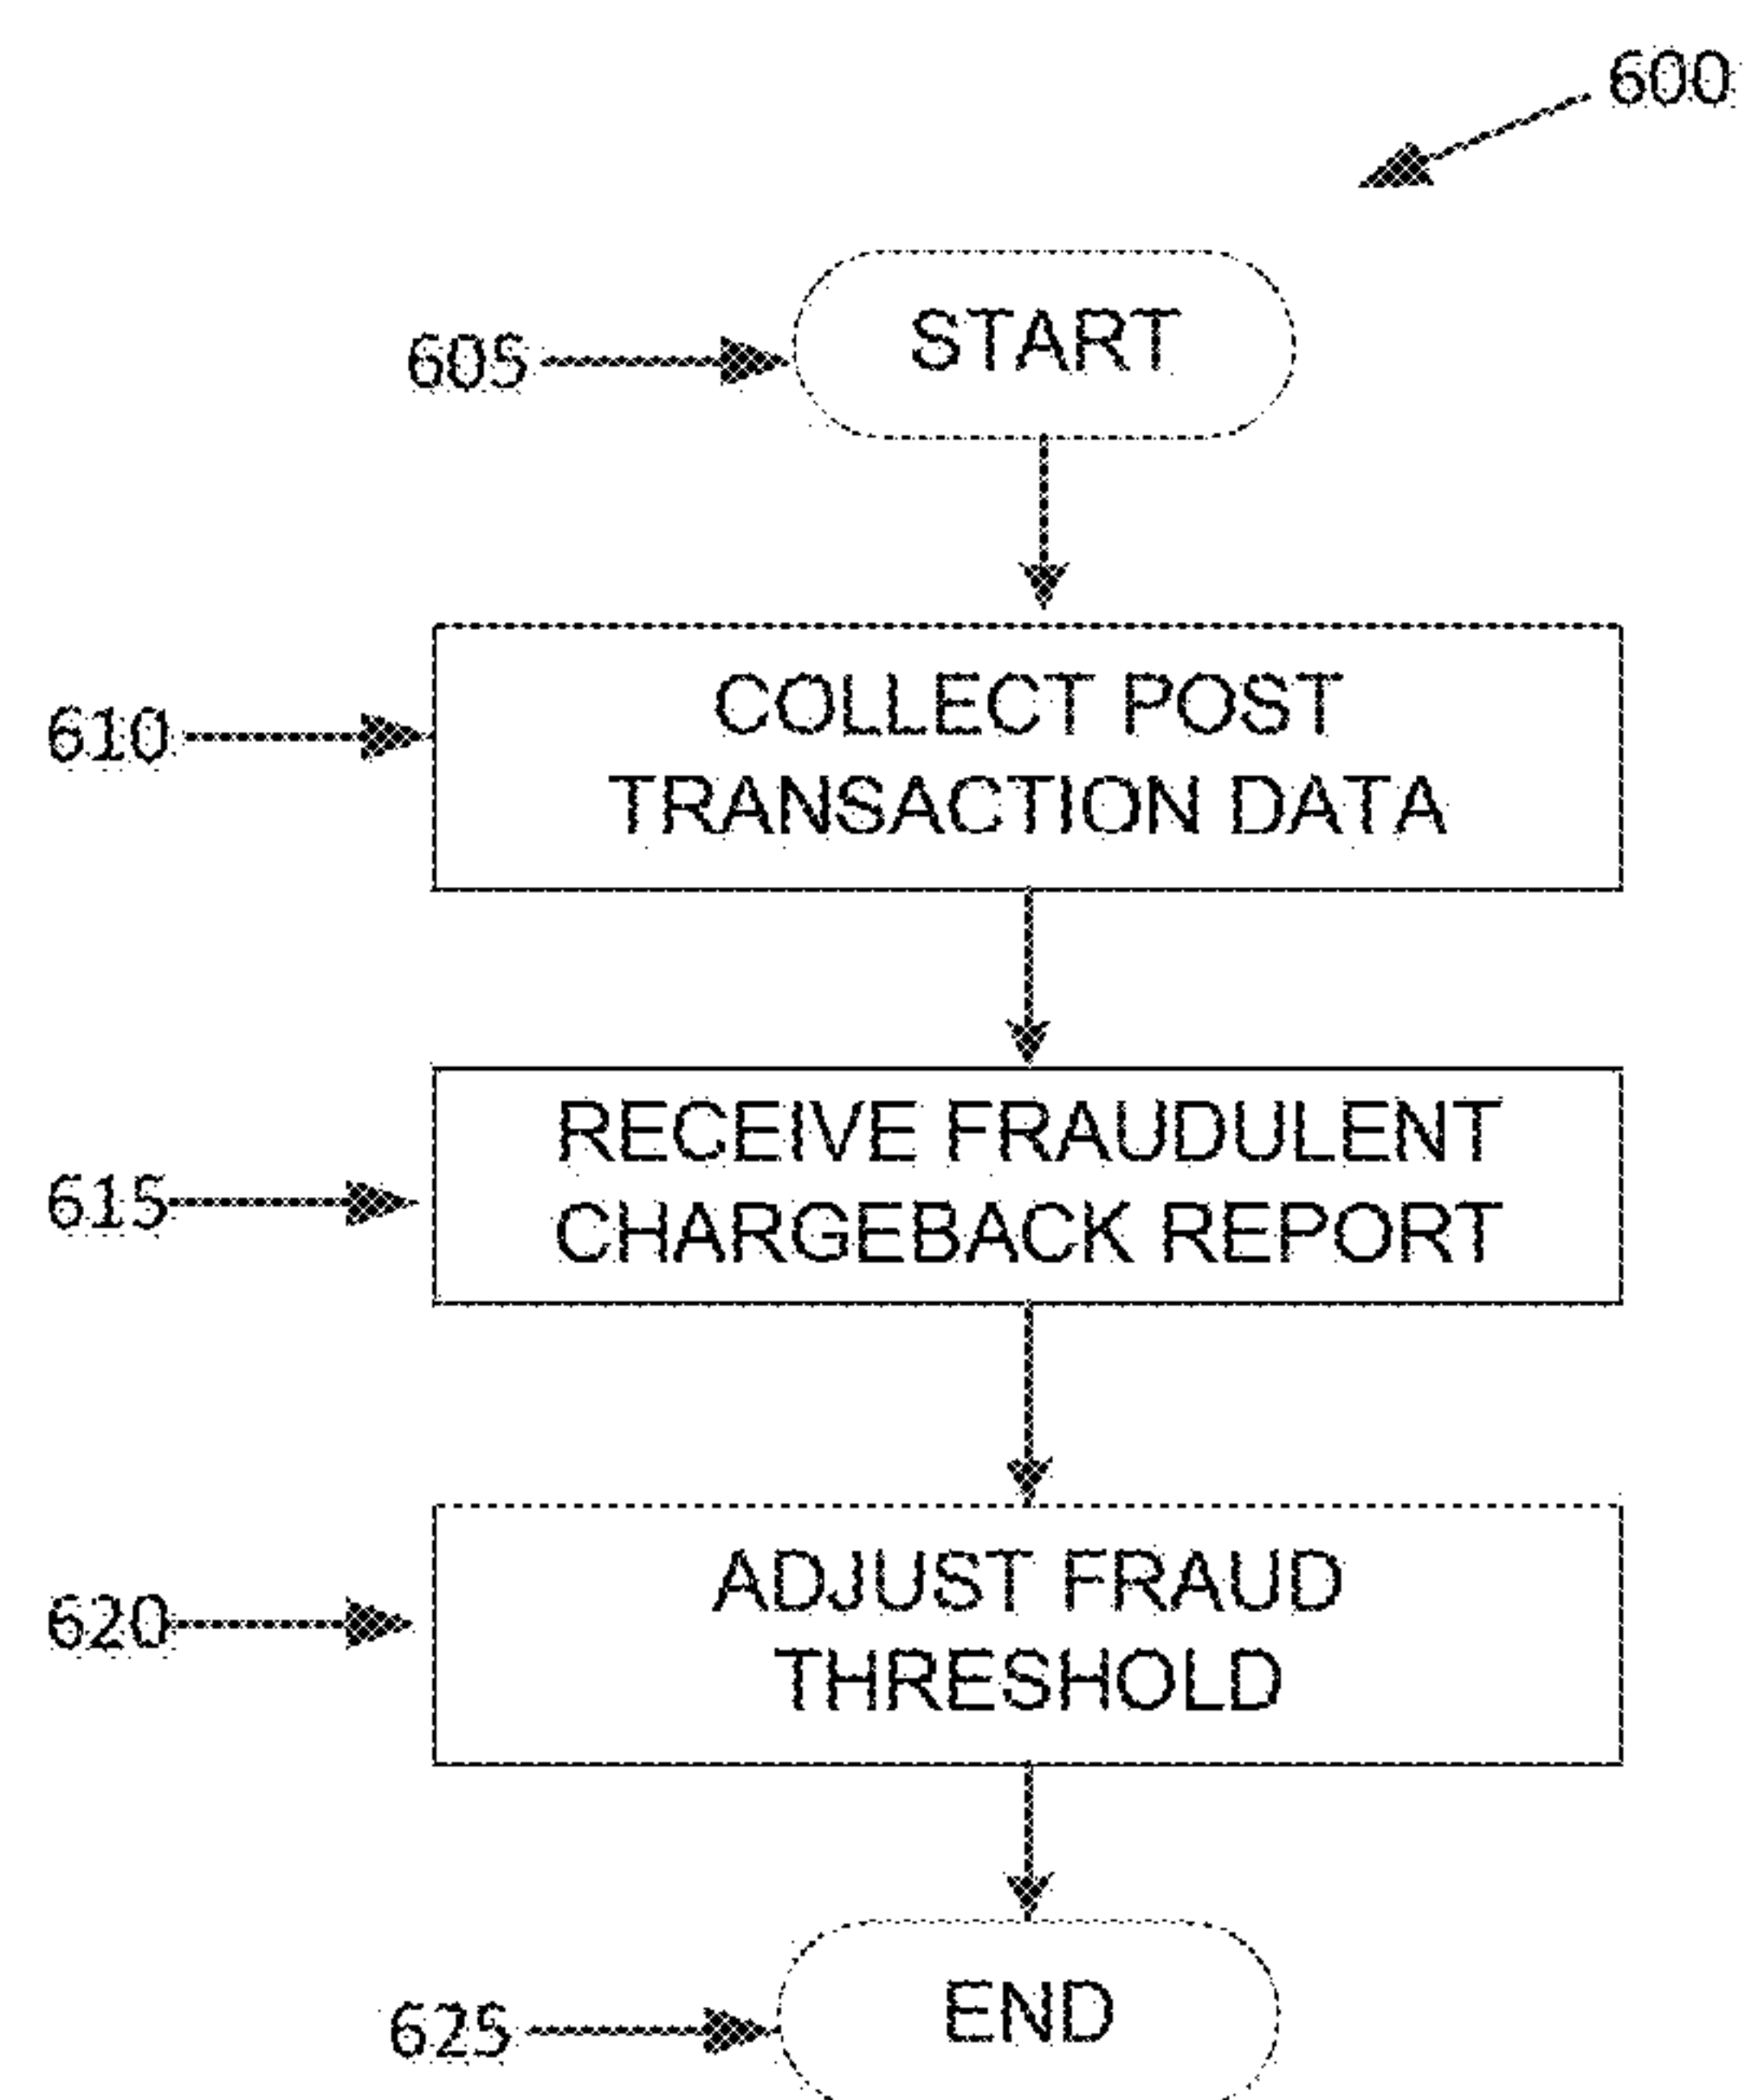 600
605
START
610
COLLECT POST
TRANSACTION DATA
615
RECEIVE FRAUDULENT
CHARGEBACK REPORT
620
ADJUST FRAUD
THRESHOLD
625
END